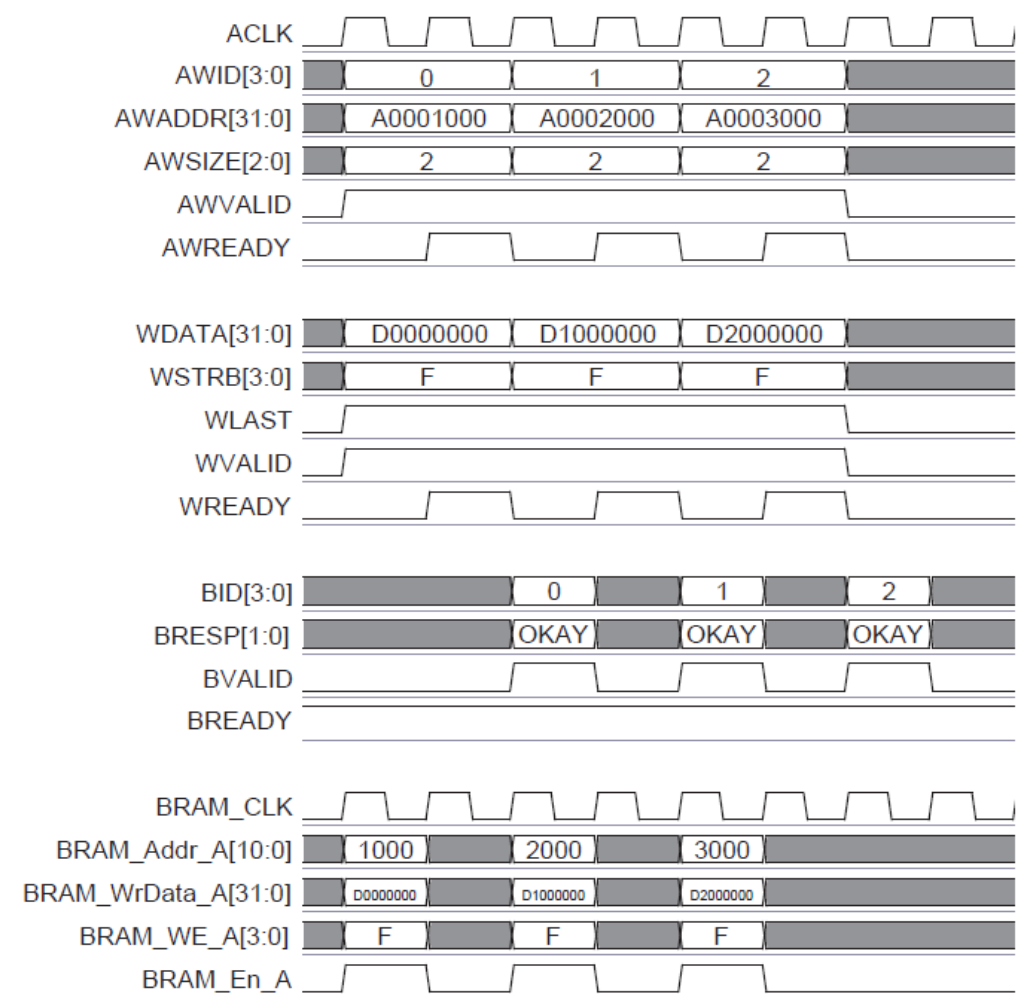 ACLK
AWID[3:0] 0 1 2
AWADDR[31:0] A0001000 A0002000 A0003000
AWSIZE[2:0] 2 2 2
AWVALID
AWREADY
WDATA[31:0] D0000000 D1000000 D2000000
WSTRB[3:0] F F F
WLAST
WVALID
WREADY
BID[3:0] 0 1 2
BRESP[1:0] OKAY OKAY OKAY
BVALID
BREADY
BRAM_CLK
BRAM_Addr_A[10:0] 1000 2000 3000
BRAM_WrData_A[31:0] D0000000 D1000000 D2000000
BRAM_WE_A[3:0] F F F
BRAM_En_A